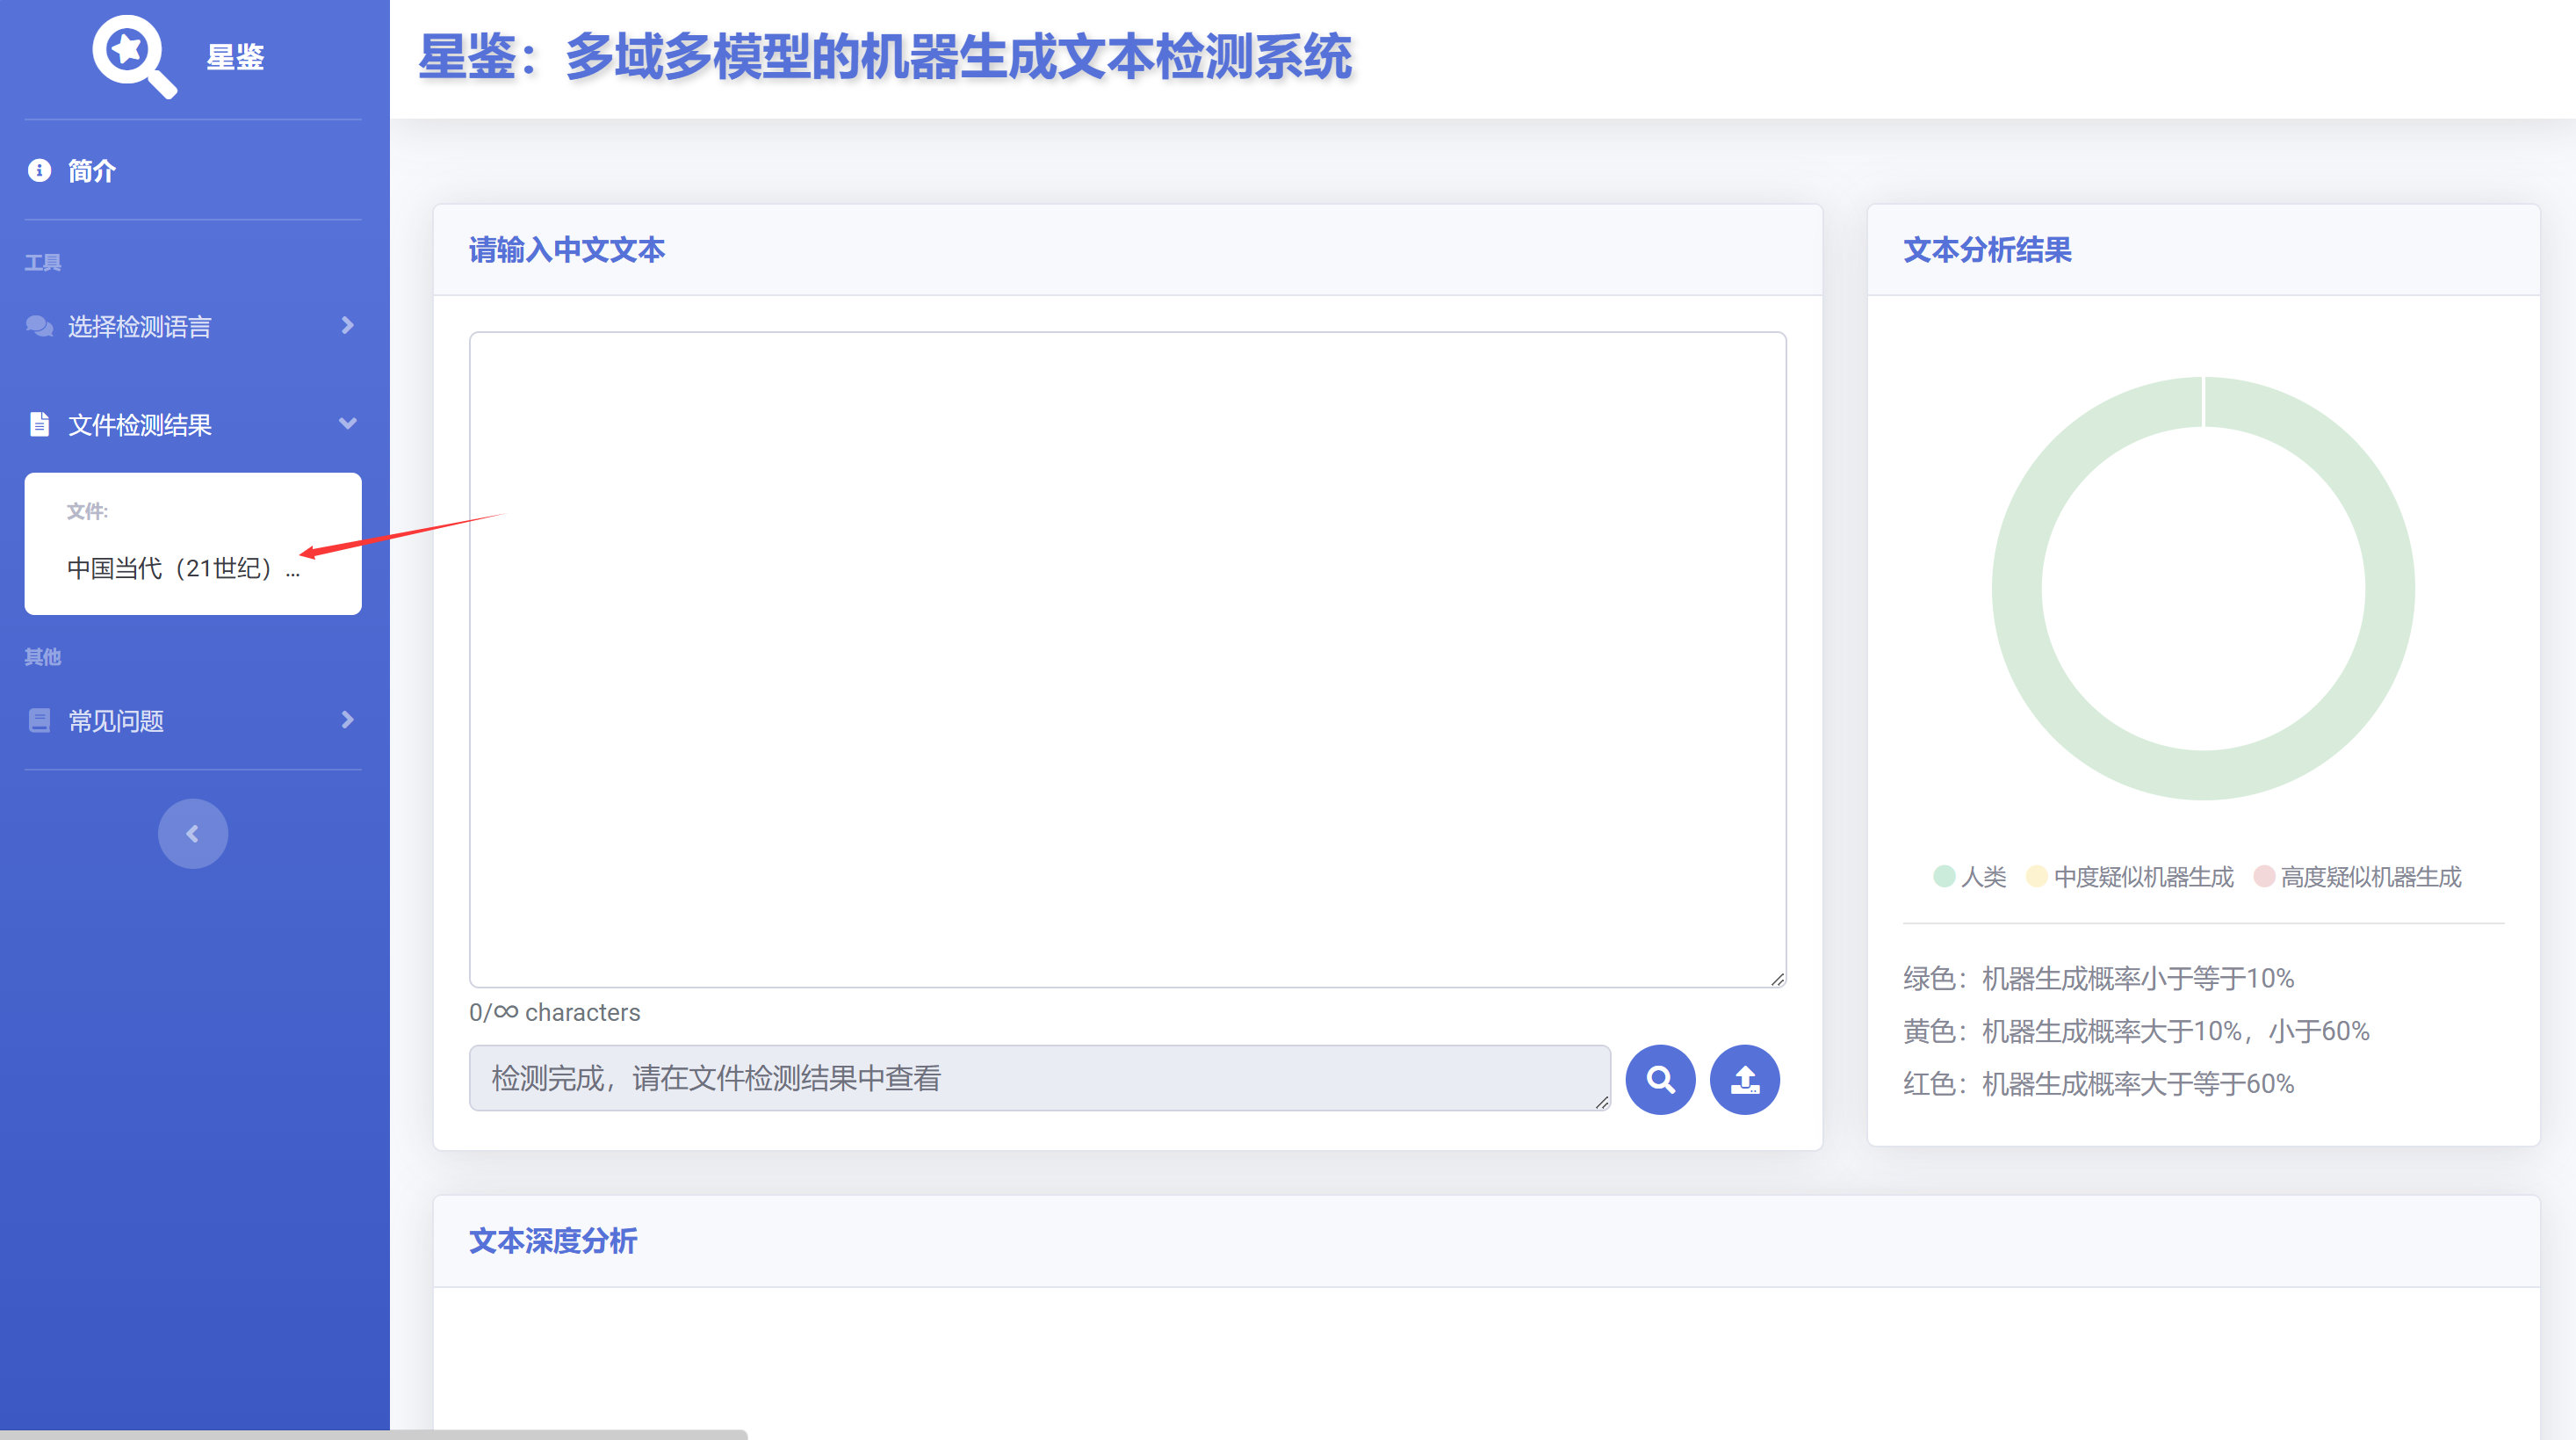 星鉴
星鉴：多域多模型的机器生成文本检测系统
简介
工具
选择检测语言
文件检测结果
文件:
中国当代（21世纪）...
其他
常见问题
请输入中文文本
0/∞ characters
检测完成，请在文件检测结果中查看
文本分析结果
人类 中度疑似机器生成 高度疑似机器生成
绿色：机器生成概率小于等于10%
黄色：机器生成概率大于10%，小于60%
红色：机器生成概率大于等于60%
文本深度分析